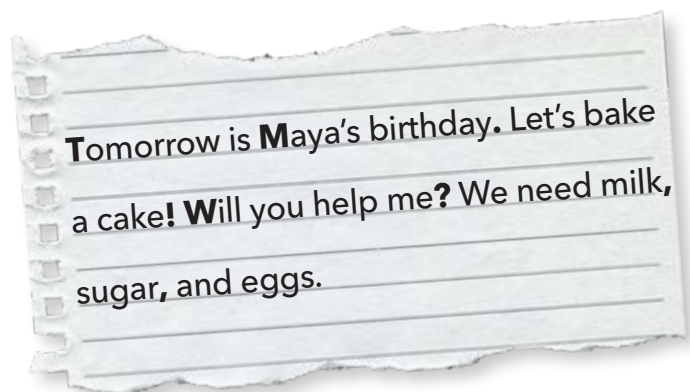 Tomorrow is Maya's birthday. Let's bake
a cake! Will you help me? We need milk,
sugar, and eggs.